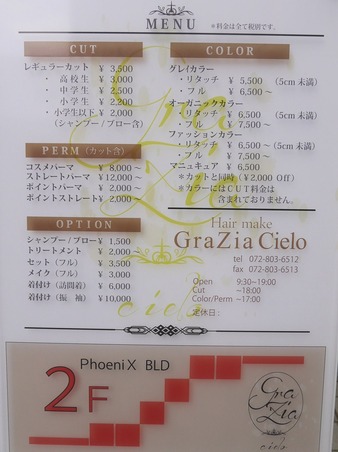 MENU ＊料金は全て税別です。
CUT
レギュラーカット ￥ 3,500
・ 高校生 ￥ 3,000
・ 中学生 ￥ 2,500
・ 小学生 ￥ 2,200
・小学生以下 ￥ 2,000
（シャンプー/ブロー含）
PERM（カット含）
コスメパーマ ￥ 8,000～
ストレートパーマ ￥ 12,000～
ポイントパーマ ￥ 2,000～
ポイントストレート ￥ 2,000～
OPTION
シャンプー/ブロー ￥ 1,500
トリートメント ￥ 2,000～
セット（フル） ￥ 3,500
メイク（フル） ￥ 3,000
着付け（訪問着） ￥ 6,000
着付け（振 袖） ￥ 10,000
COLOR
グレイカラー
・リタッチ ￥ 5,500 （5cm未満）
・フル ￥ 6,500～
オーガニックカラー
・リタッチ ￥ 6,500 （5cm未満）
・フル ￥ 7,500～
ファッションカラー
・リタッチ ￥ 6,500～（5cm未満）
・フル ￥ 7,500～
マニキュア ￥ 6,500
＊カットと同時（￥2,000 Off）
＊カラーにはCUT料金は
含まれておりません。
Hair make
GraZia Cielo
tel 072-803-6512
fax 072-803-6513
Open 9:30~19:00
Cut ~18:00
Color/Perm ~17:00
定休日：
Gra
Zia
cielo
PhoeniX BLD
2F
Gra
Zia
cielo